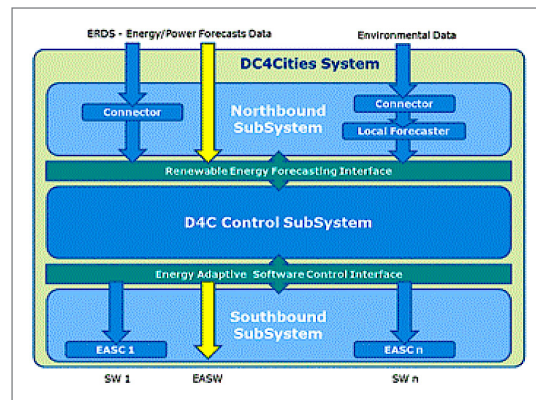 ERDS - Energy/Power Forecasts Data
Environmental Data
DC4Cities System
Northbound
SubSystem
Connector
Connector
Local Forecaster
Renewable Energy Forecasting Interface
D4C Control SubSystem
Energy Adaptive Software Control Interface
Southbound
SubSystem
EASC 1
EASC n
SW 1
EASW
SW n